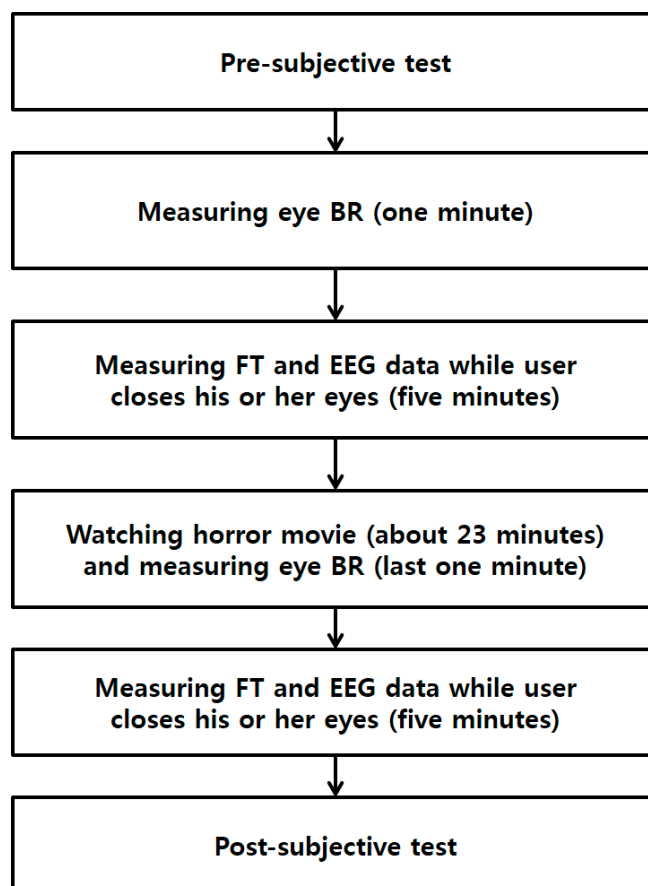 Pre-subjective test
Measuring eye BR (one minute)
Measuring FT and EEG data while user
closes his or her eyes (five minutes)
Watching horror movie (about 23 minutes)
and measuring eye BR (last one minute)
Measuring FT and EEG data while user
closes his or her eyes (five minutes)
Post-subjective test